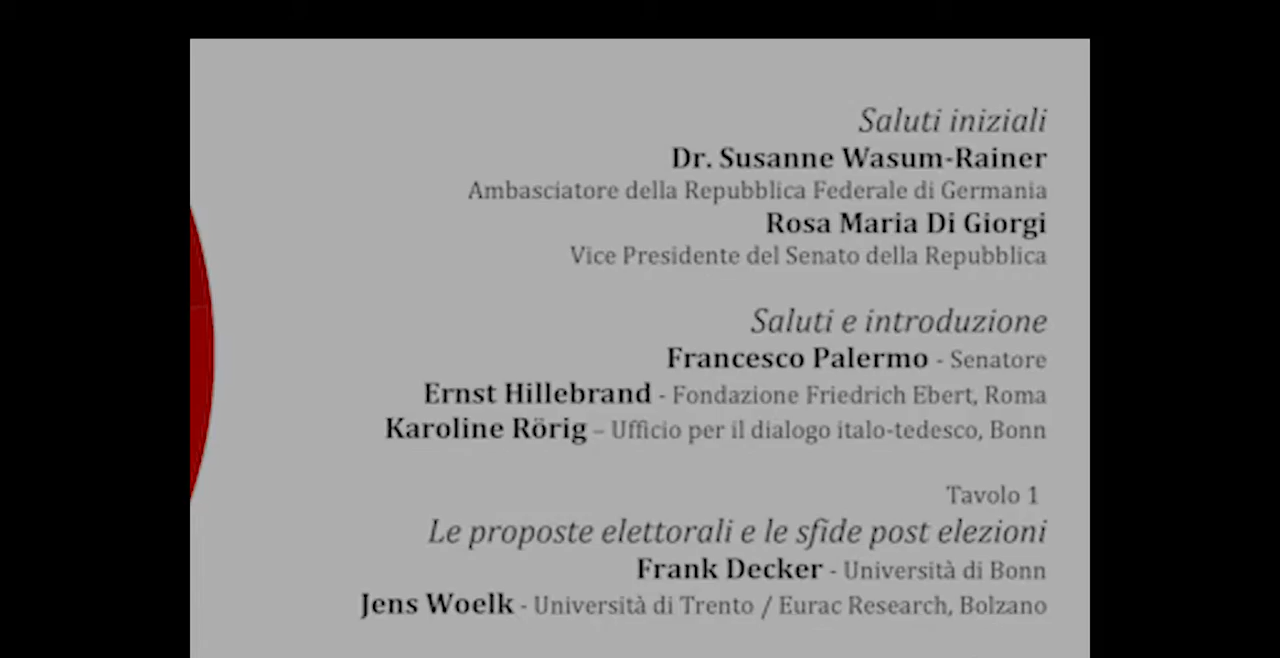 Saluti iniziali
Dr. Susanne Wasum-Rainer
Ambasciatore della Repubblica Federale di Germania
Rosa Maria Di Giorgi
Vice Presidente del Senato della Repubblica
Saluti e introduzione
Francesco Palermo - Senatore
Ernst Hillebrand - Fondazione Friedrich Ebert, Roma
Karoline Rörig – Ufficio per il dialogo italo-tedesco, Bonn
Tavolo 1
Le proposte elettorali e le sfide post elezioni
Frank Decker - Università di Bonn
Jens Woelk - Università di Trento / Eurac Research, Bolzano